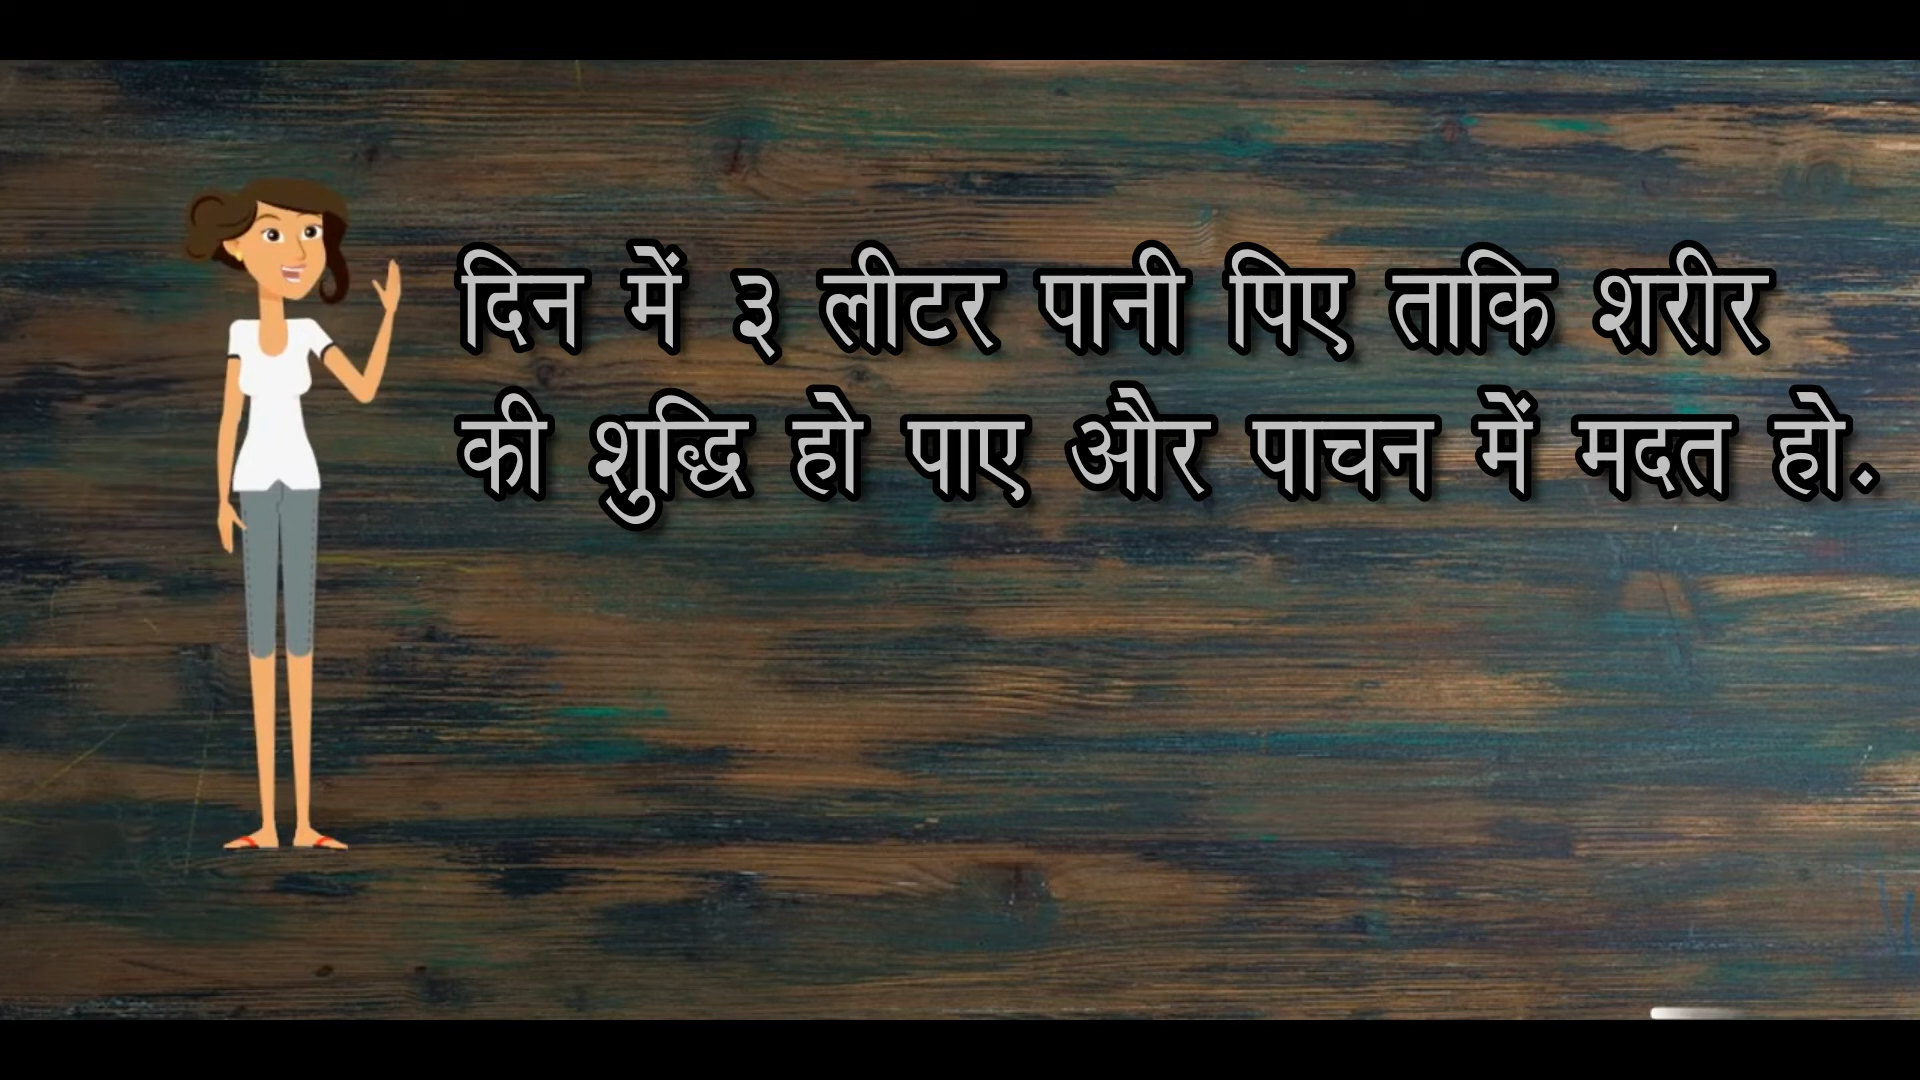 दिन में ३ लीटर पानी पिए ताकि शरीर
की शुद्धि हो पाए और पाचन में मदत हो.